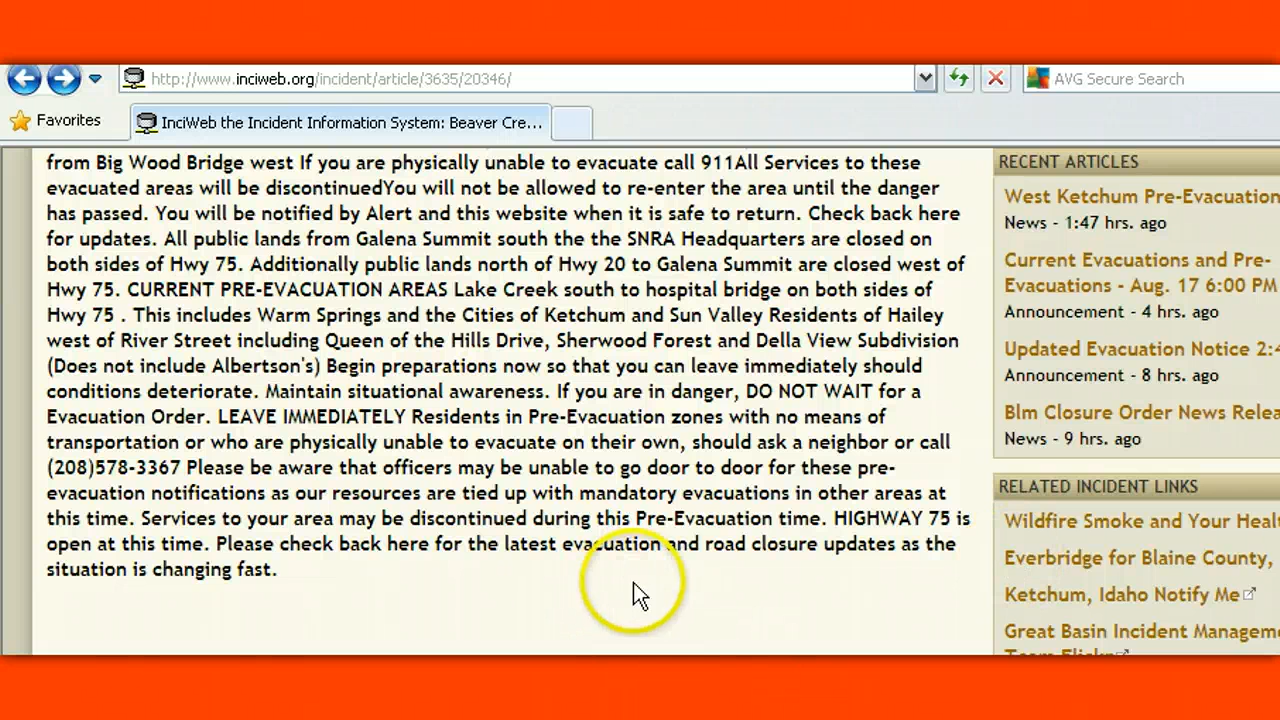 http://www.inciweb.org/incident/article/3635/20346/
AVG Secure Search
Favorites
InciWeb the Incident Information System: Beaver Cre...
from Big Wood Bridge west If you are physically unable to evacuate call 911All Services to these
evacuated areas will be discontinuedYou will not be allowed to re-enter the area until the danger
has passed. You will be notified by Alert and this website when it is safe to return. Check back here
for updates. All public lands from Galena Summit south the the SNRA Headquarters are closed on
both sides of Hwy 75. Additionally public lands north of Hwy 20 to Galena Summit are closed west of
Hwy 75. CURRENT PRE-EVACUATION AREAS Lake Creek south to hospital bridge on both sides of
Hwy 75 . This includes Warm Springs and the Cities of Ketchum and Sun Valley Residents of Hailey
west of River Street including Queen of the Hills Drive, Sherwood Forest and Della View Subdivision
(Does not include Albertson's) Begin preparations now so that you can leave immediately should
conditions deteriorate. Maintain situational awareness. If you are in danger, DO NOT WAIT for a
Evacuation Order. LEAVE IMMEDIATELY Residents in Pre-Evacuation zones with no means of
transportation or who are physically unable to evacuate on their own, should ask a neighbor or call
(208)578-3367 Please be aware that officers may be unable to go door to door for these pre-
evacuation notifications as our resources are tied up with mandatory evacuations in other areas at
this time. Services to your area may be discontinued during this Pre-Evacuation time. HIGHWAY 75 is
open at this time. Please check back here for the latest evacuation and road closure updates as the
situation is changing fast.
RECENT ARTICLES
West Ketchum Pre-Evacuation
News - 1:47 hrs. ago
Current Evacuations and Pre-
Evacuations - Aug. 17 6:00 PM
Announcement - 4 hrs. ago
Updated Evacuation Notice 2:4
Announcement - 8 hrs. ago
Blm Closure Order News Relea
News - 9 hrs. ago
RELATED INCIDENT LINKS
Wildfire Smoke and Your Healt
Everbridge for Blaine County,
Ketchum, Idaho Notify Me
Great Basin Incident Manageme
Team Flickr